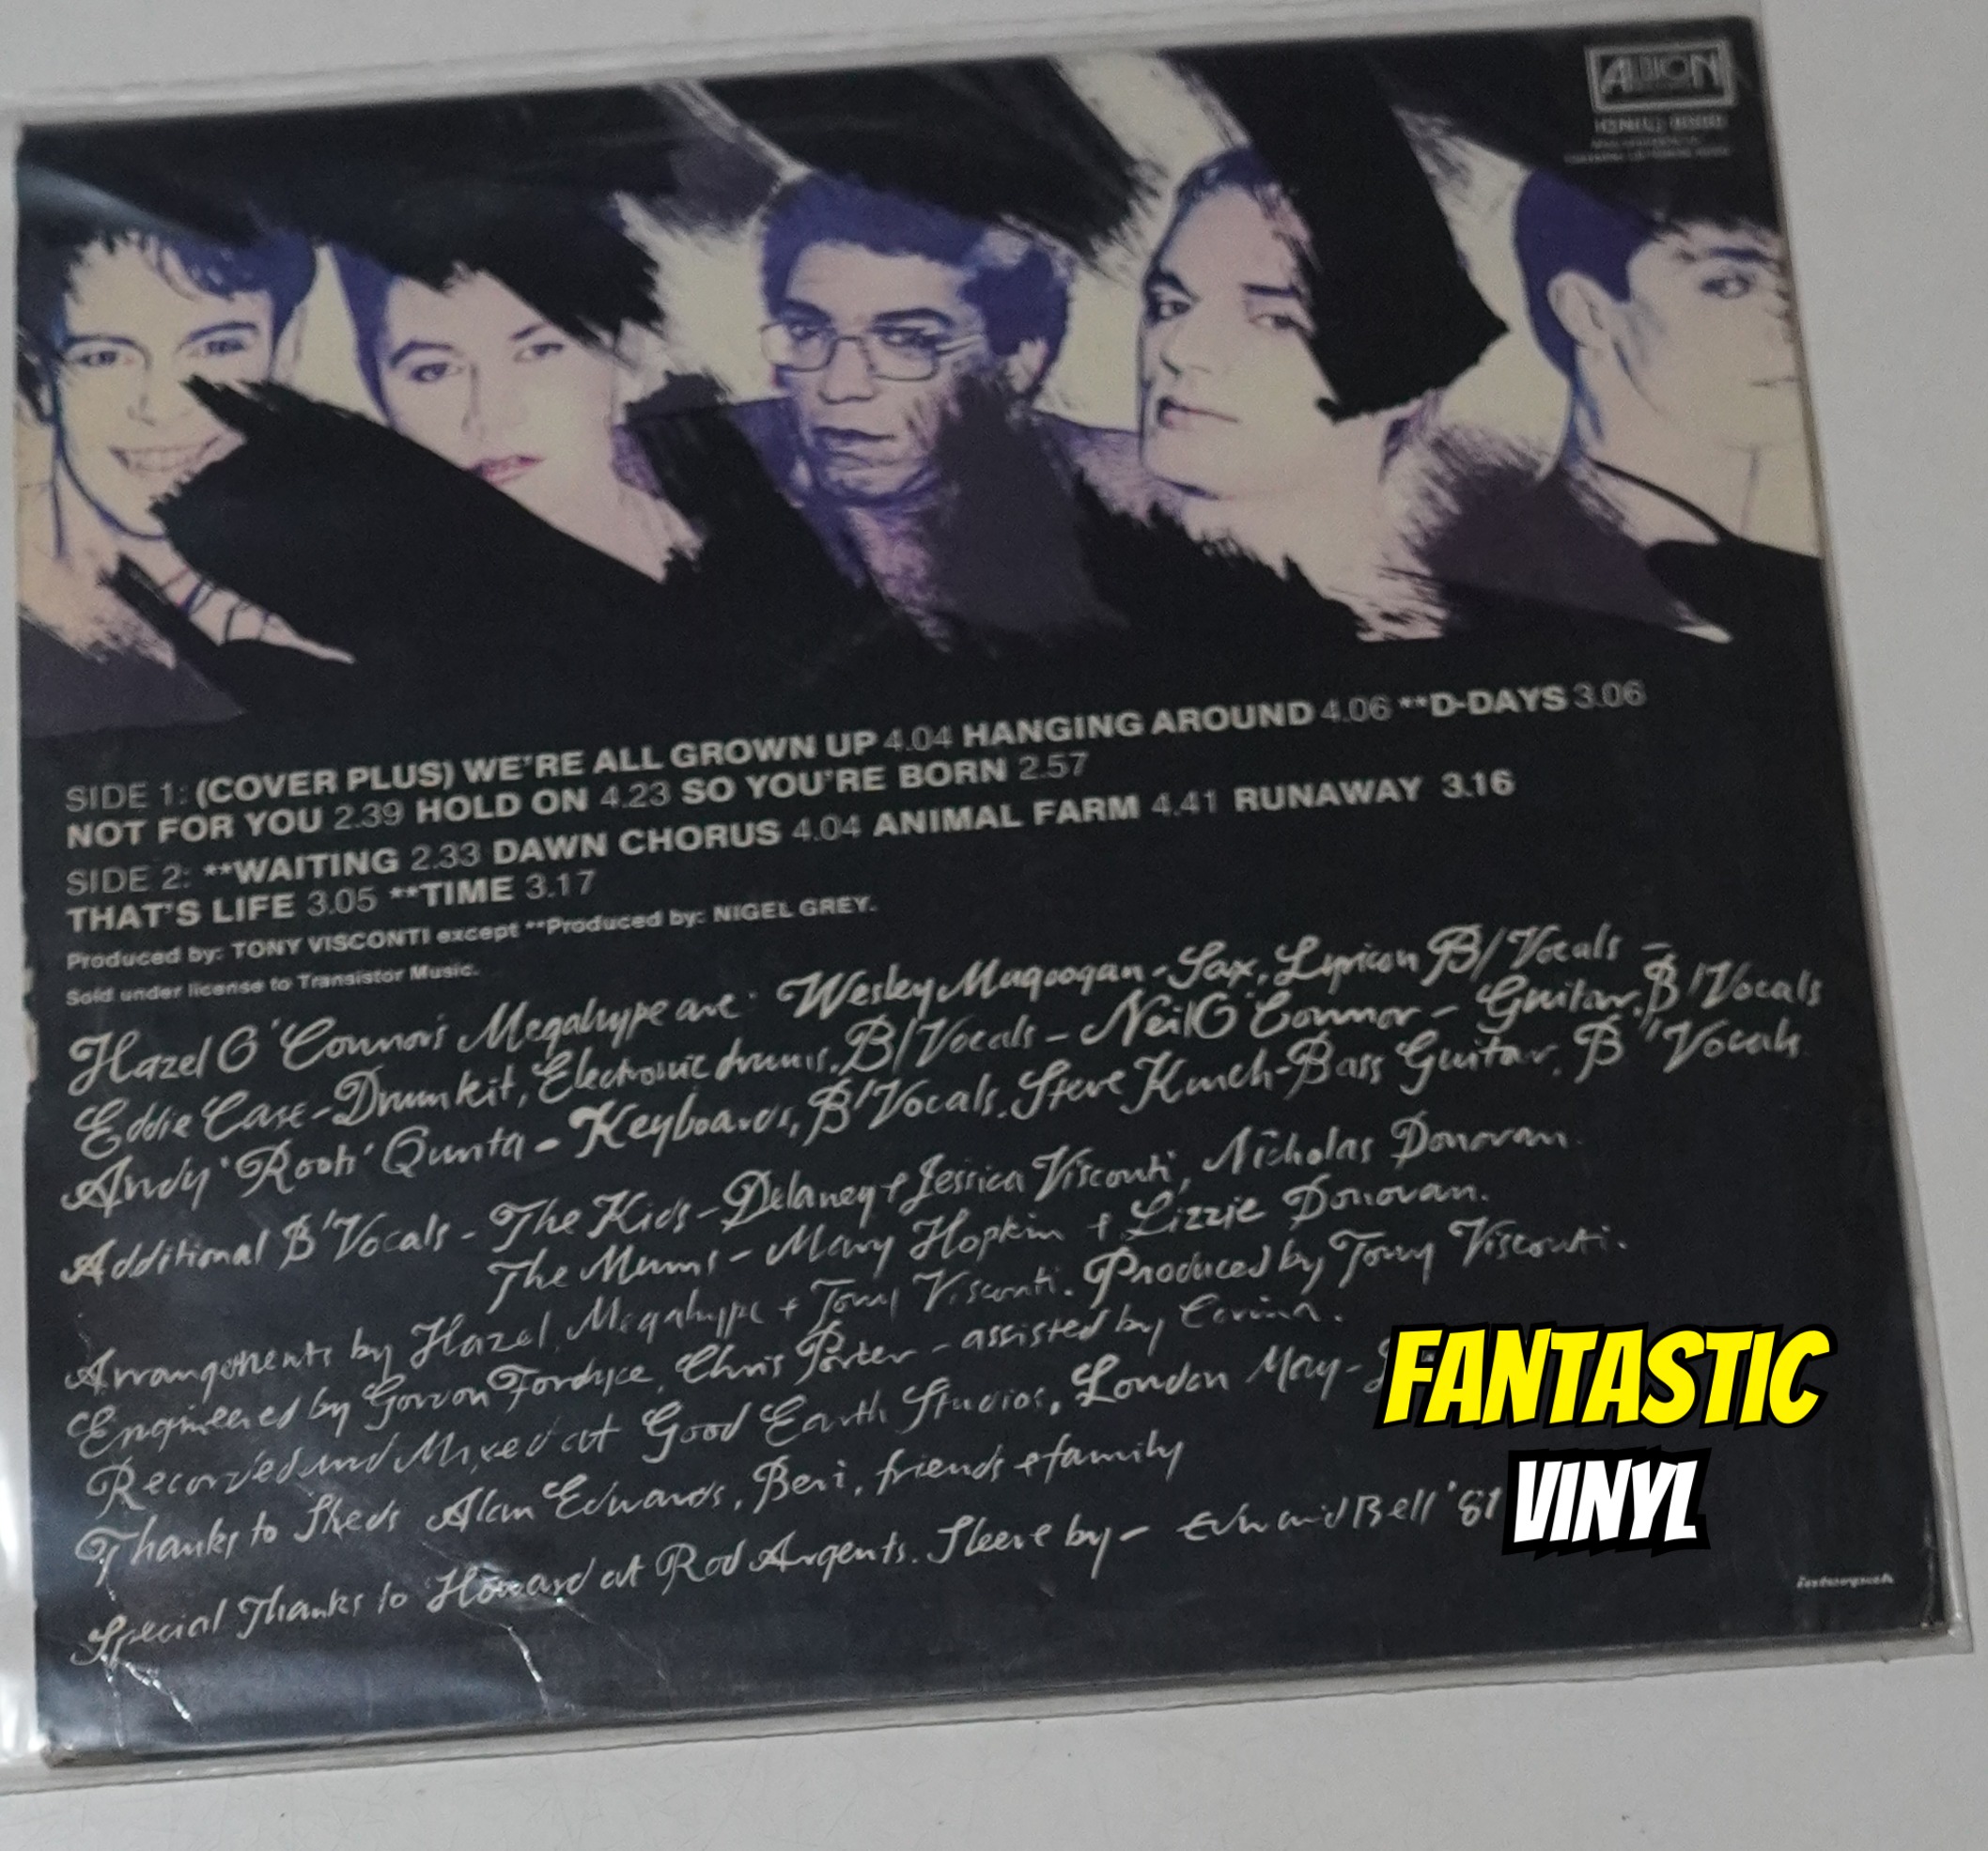 ALBION
SIDE 1: (COVER PLUS) WE'RE ALL GROWN UP 4.04 HANGING AROUND 4.06 **D-DAYS 3.06
NOT FOR YOU 2.39 HOLD ON 4.23 SO YOU'RE BORN 2.57
SIDE 2: **WAITING 2.33 DAWN CHORUS 4.04 ANIMAL FARM 4.41 RUNAWAY 3.16
THAT'S LIFE 3.05 **TIME 3.17
Produced by: TONY VISCONTI except **Produced by: NIGEL GREY.
Sold under license to Transistor Music.
Hazel O'Connor's Megahype are: Wesley Magoogan - Sax, Lyricon B/Vocals -
Eddie Case - Drum kit, Electronic drums, B/Vocals - Neil O'Connor - Guitar, B/Vocals
Andy 'Rooh' Qunta - Keyboards, B'Vocals. Steve Kinch - Bass Guitar, B"Vocals
Additional B'Vocals - The Kids - Delaney + Jessica Visconti, Nicholas Donovan.
The Mums - Mary Hopkin + Lizzie Donovan.
Arrangements by Hazel, Megahype + Tony Visconti. Produced by Tony Visconti.
Engineered by Gordon Fordyce, Chris Porter - assisted by Corina.
Recorded and Mixed at Good Earth Studios, London May -
Thanks to Sheds Alan Edwards, Beri, friends + family
Special Thanks to Howard at Rod Argents. Sleeve by - Edward Bell '81
FANTASTIC
VINYL